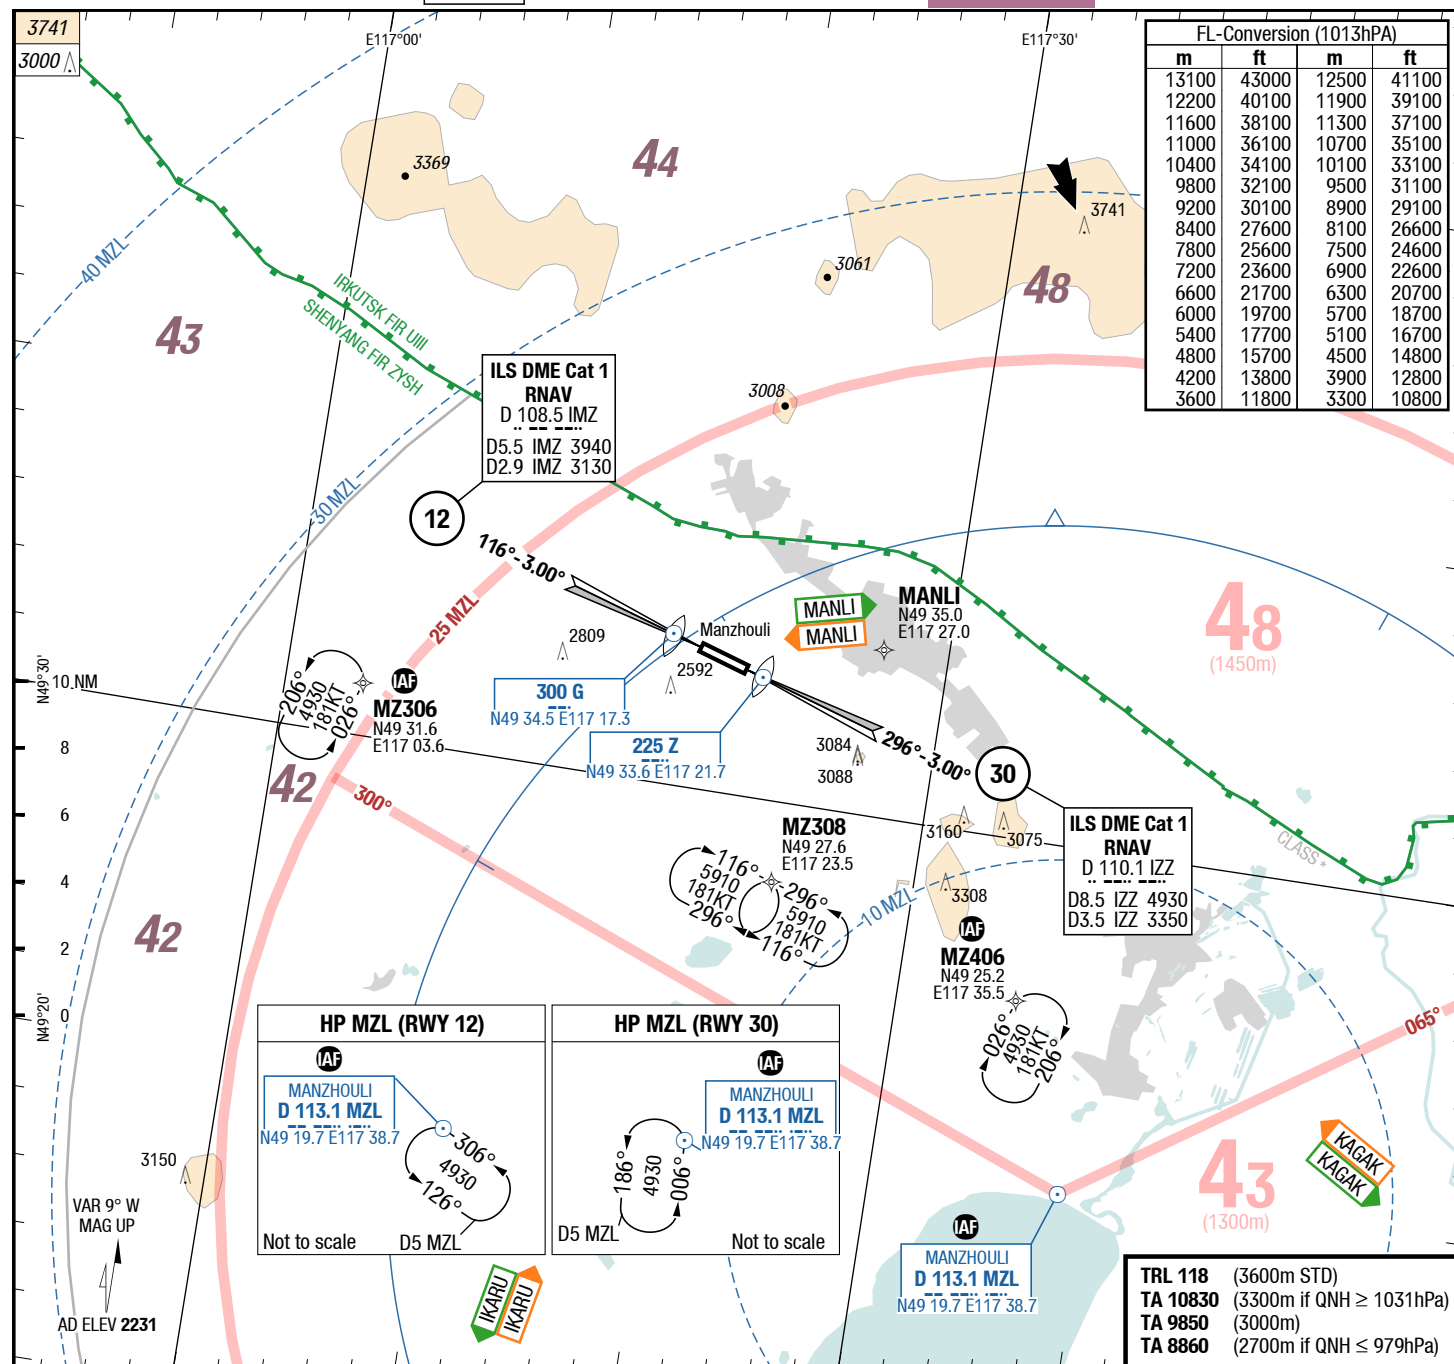 3741
3000
E117°00'
E117°30'
FL-Conversion (1013hPA)
m ft m ft
13100 43000 12500 41100
12200 40100 11900 39100
11600 38100 11300 37100
11000 36100 10700 35100
10400 34100 10100 33100
9800 32100 9500 31100
9200 30100 8900 29100
8400 27600 8100 26600
7800 25600 7500 24600
7200 23600 6900 22600
6600 21700 6300 20700
6000 19700 5700 18700
5400 17700 5100 16700
4800 15700 4500 14800
4200 13800 3900 12800
3600 11800 3300 10800
3369
44
3741
3061
48
40 MZL
IRKUTSK FIR UIII
SHENYANG FIR ZYSH
43
ILS DME Cat 1
RNAV
D 108.5 IMZ
D5.5 IMZ 3940
D2.9 IMZ 3130
3008
30 MZL
12
116°-3.00°
25 MZL
MANLI
MANLI
MANLI
N49 35.0
E117 27.0
48
(1450m)
2809
Manzhouli
2592
N49°30'
10 NM
8
6
4
2
0
N49°20'
206°
4930
181KT
026°
IAF
MZ306
N49 31.6
E117 03.6
300 G
N49 34.5 E117 17.3
225 Z
N49 33.6 E117 21.7
3084
3088
296°-3.00°
30
42
300°
MZ308
N49 27.6
E117 23.5
3160
3075
ILS DME Cat 1
RNAV
D 110.1 IZZ
D8.5 IZZ 4930
D3.5 IZZ 3350
CLASS *
116°
5910
181KT
296°
296°
5910
181KT
116°
10 MZL
3308
42
IAF
MZ406
N49 25.2
E117 35.5
026°
4930
181KT
206°
065°
HP MZL (RWY 12)
IAF
MANZHOULI
D 113.1 MZL
N49 19.7 E117 38.7
306°
4930
126°
Not to scale
D5 MZL
HP MZL (RWY 30)
IAF
MANZHOULI
D 113.1 MZL
N49 19.7 E117 38.7
186°
4930
006°
D5 MZL
Not to scale
3150
VAR 9° W
MAG UP
AD ELEV 2231
KAGAK
KAGAK
43
(1300m)
IKARU
IKARU
IAF
MANZHOULI
D 113.1 MZL
N49 19.7 E117 38.7
TRL 118 (3600m STD)
TA 10830 (3300m if QNH ≥ 1031hPa)
TA 9850 (3000m)
TA 8860 (2700m if QNH ≤ 979hPa)